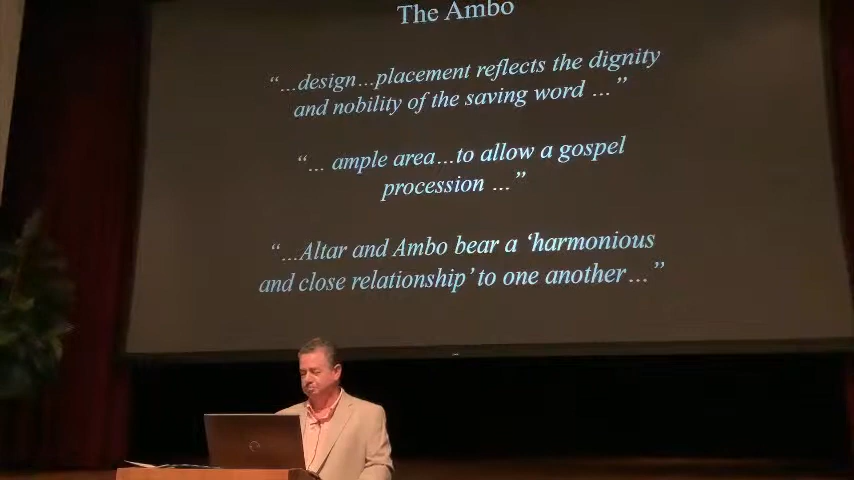 The Ambo
“...design...placement reflects the dignity
and nobility of the saving word ...”
“... ample area...to allow a gospel
procession ...”
“...Altar and Ambo bear a ‘harmonious
and close relationship’ to one another...”